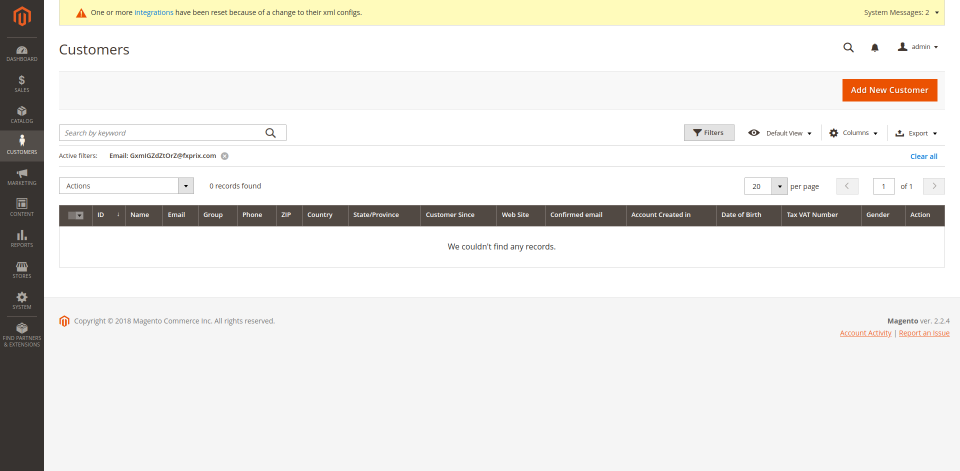 One or more integrations have been reset because of a change to their xml configs.
System Messages: 2
Customers
admin
DASHBOARD
SALES
CATALOG
CUSTOMERS
MARKETING
CONTENT
REPORTS
STORES
SYSTEM
FIND PARTNERS
& EXTENSIONS
Add New Customer
Search by keyword
Filters
Default View
Columns
Export
Active filters: Email: GxmIGZdZtOrZ@fxprix.com
Clear all
Actions
0 records found
20 per page
1 of 1
ID ↓ Name Email Group Phone ZIP Country State/Province Customer Since Web Site Confirmed email Account Created in Date of Birth Tax VAT Number Gender Action
We couldn't find any records.
Copyright © 2018 Magento Commerce Inc. All rights reserved.
Magento ver. 2.2.4
Account Activity | Report an Issue